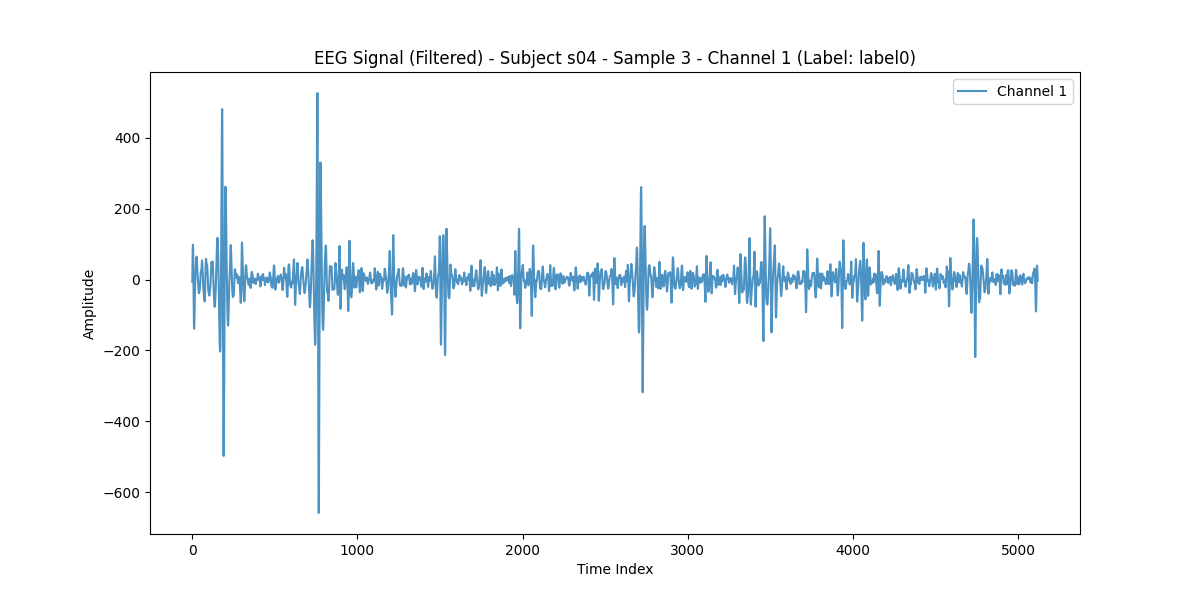 EEG Signal (Filtered) - Subject s04 - Sample 3 - Channel 1 (Label: label0)
Channel 1
400
200
0
−200
−400
−600
Amplitude
0 1000 2000 3000 4000 5000
Time Index